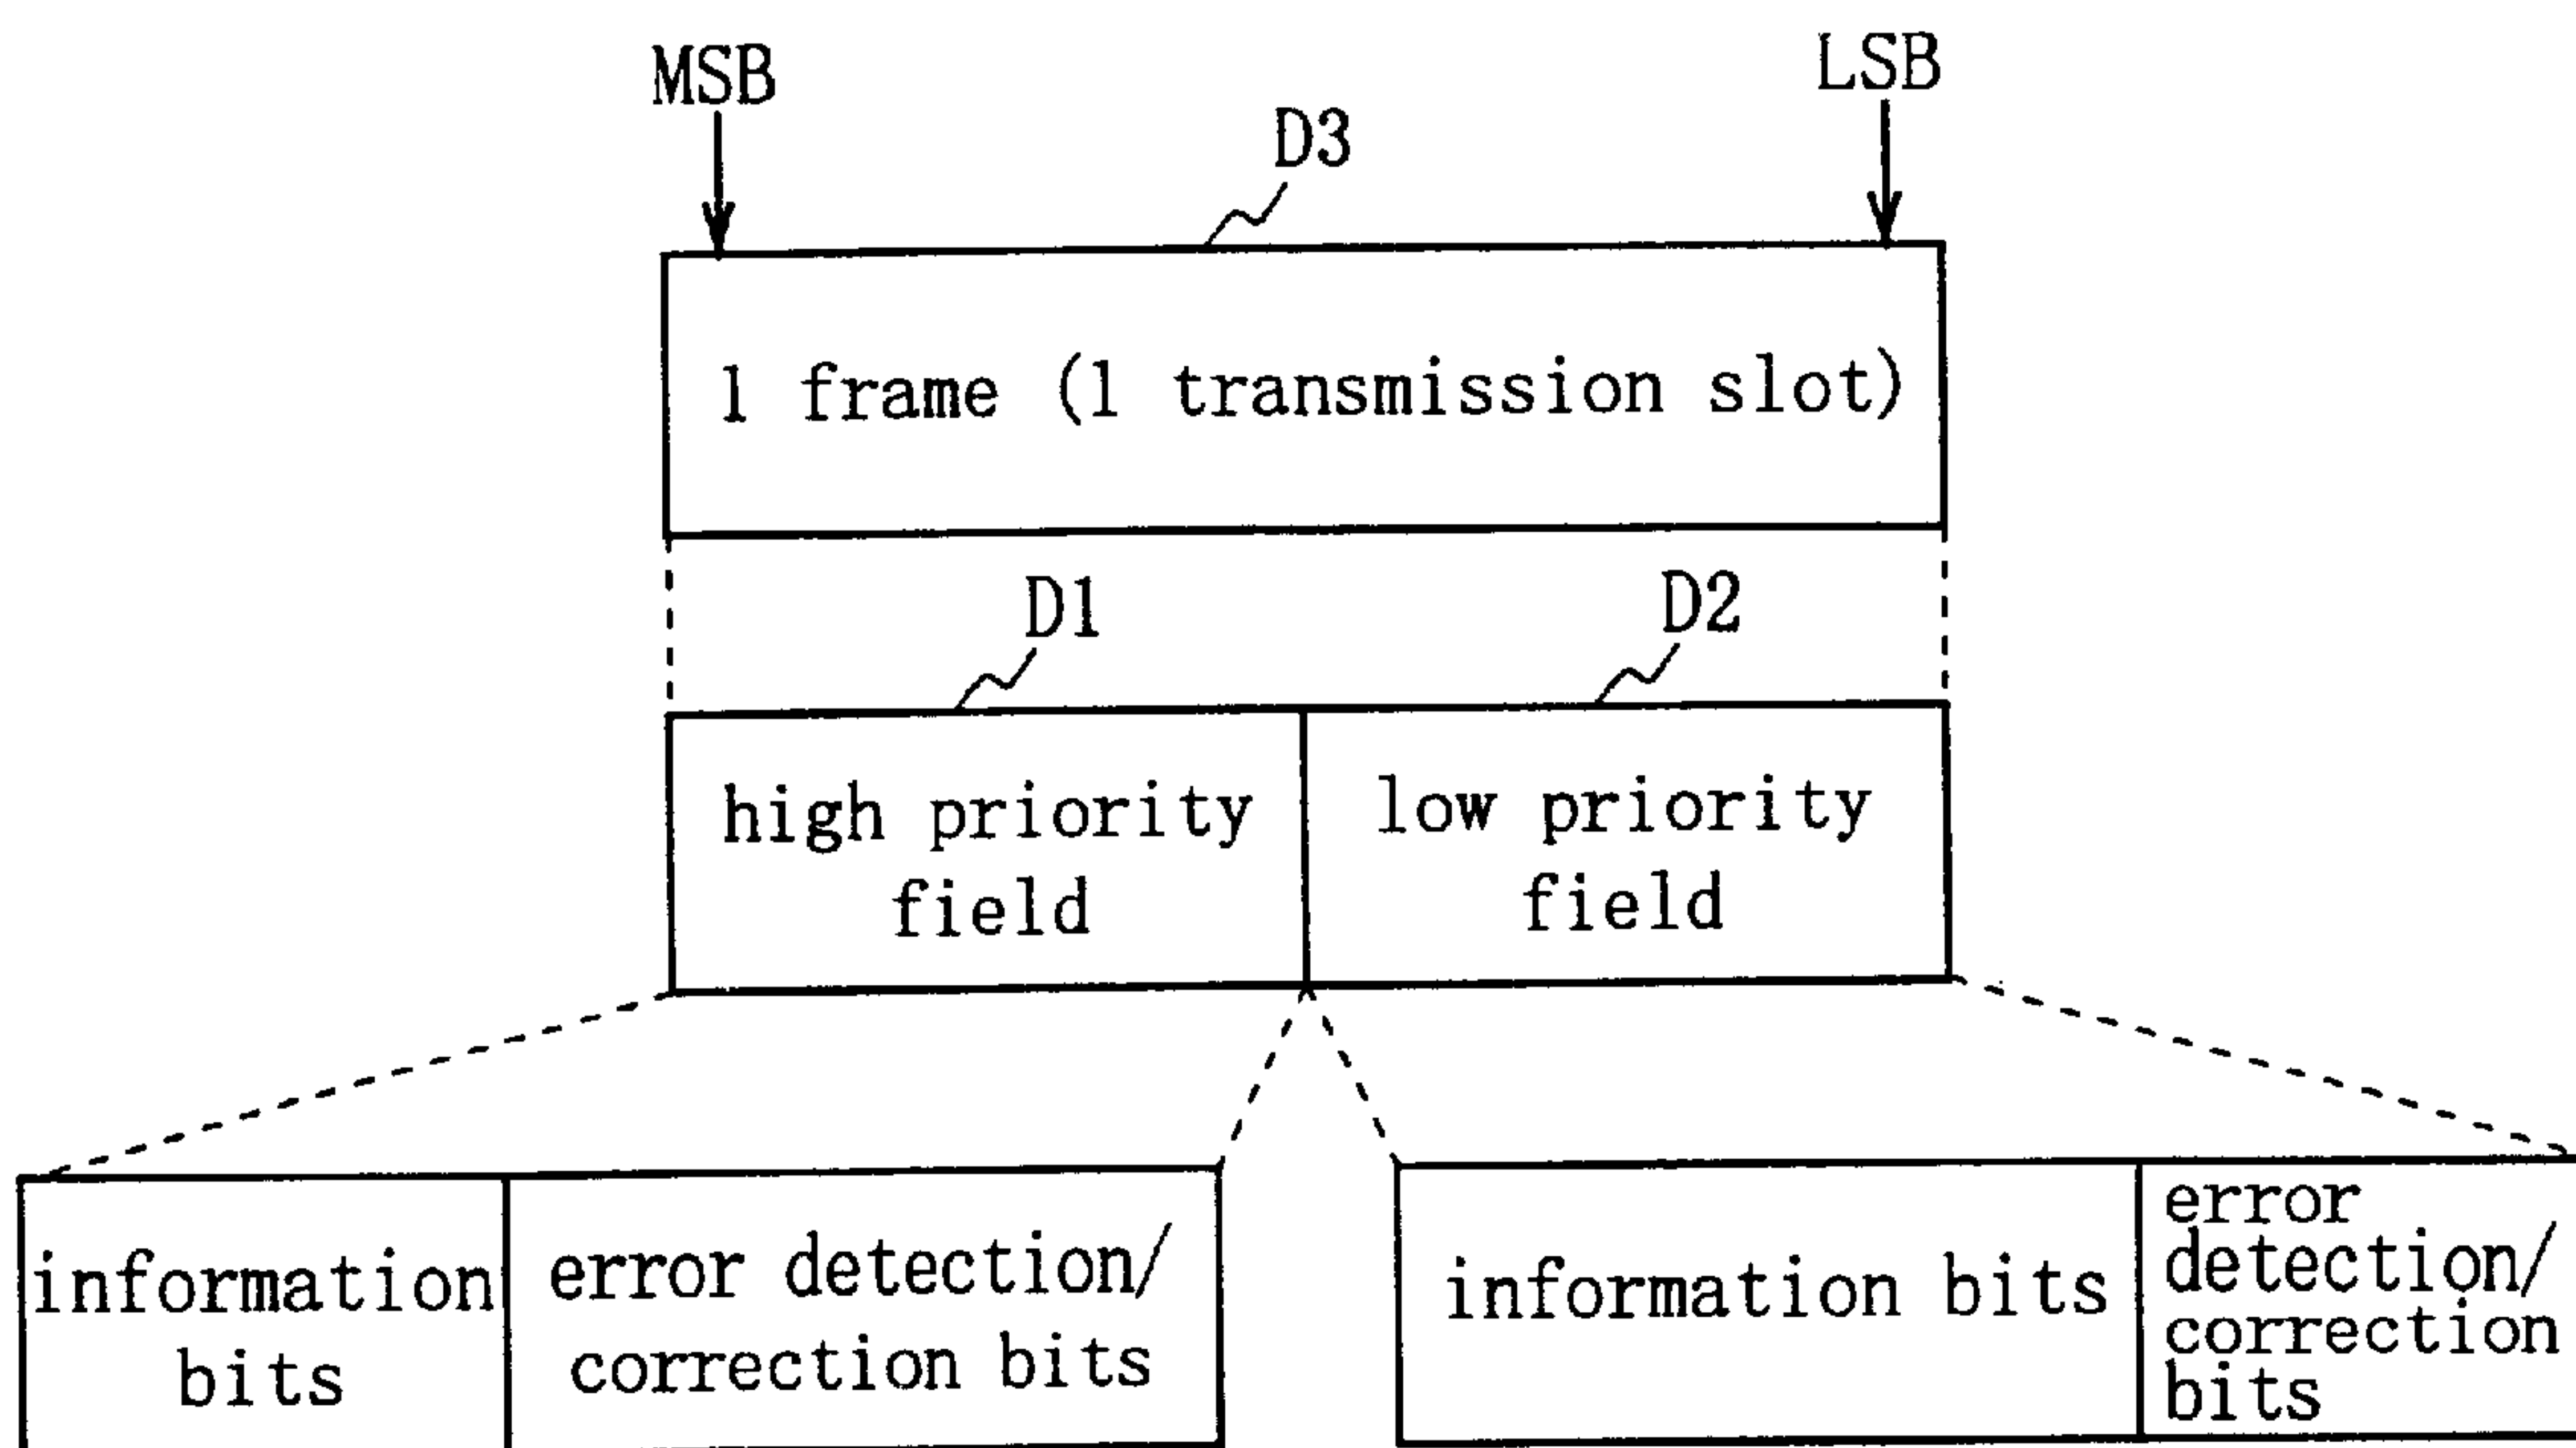 MSB
LSB
D3
1 frame (1 transmission slot)
D1
D2
high priority
field
low priority
field
information
bits
error detection/
correction bits
information bits
error
detection/
correction
bits